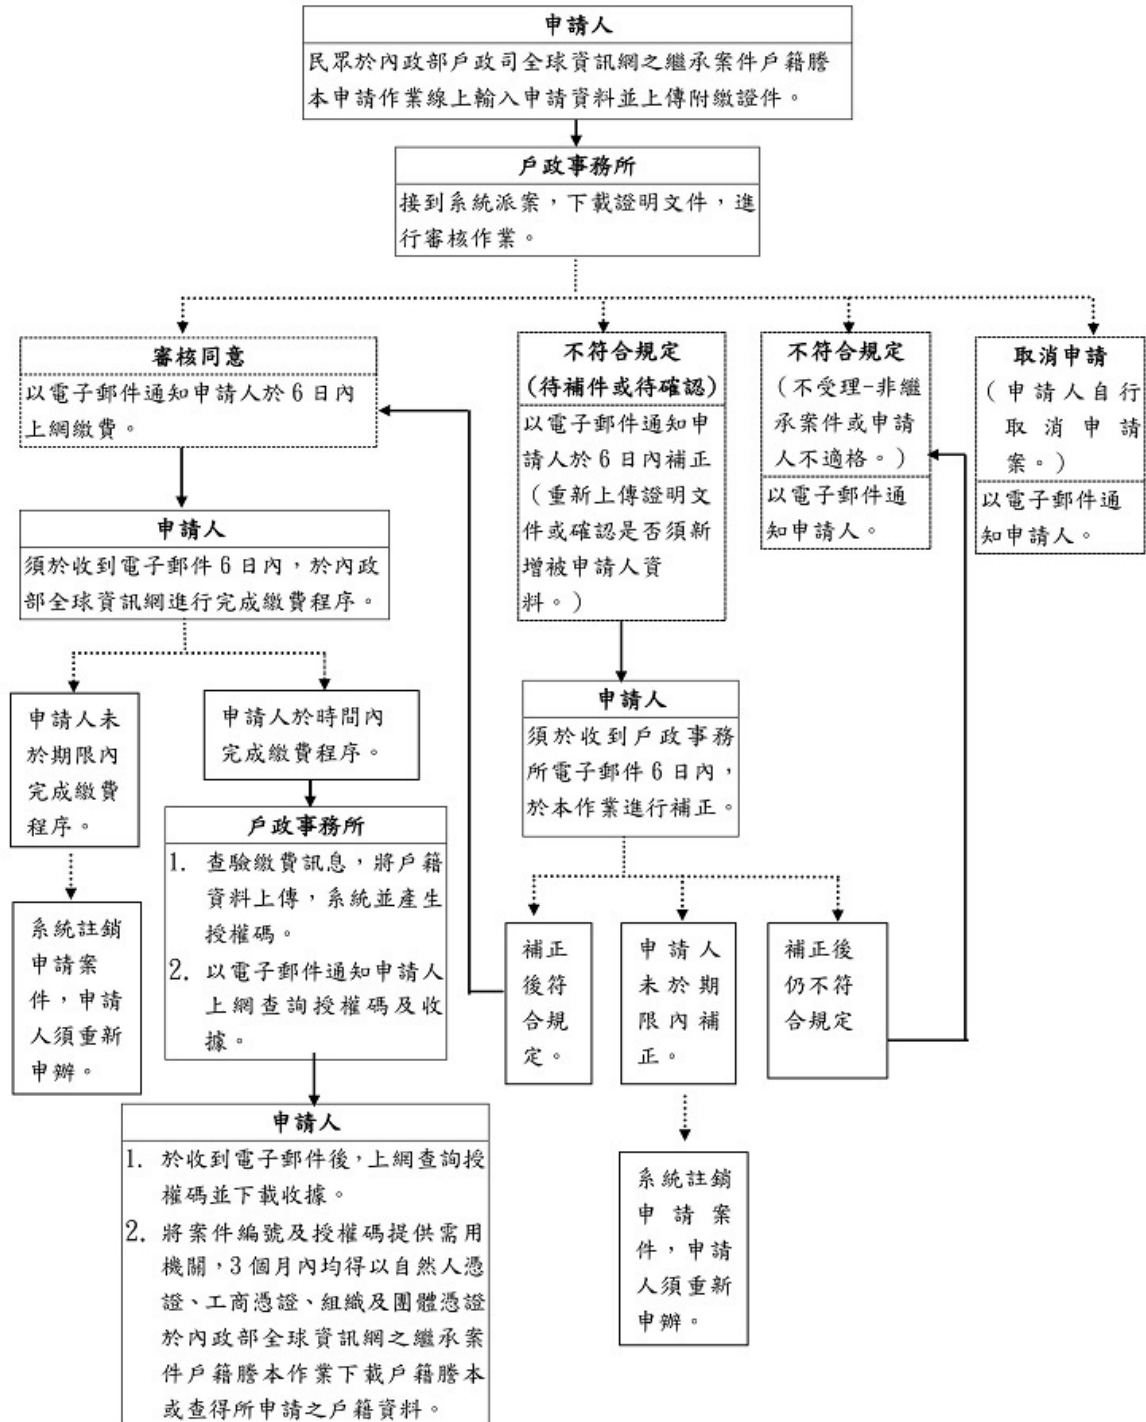 申請人
民眾於內政部戶政司全球資訊網之繼承案件戶籍謄
本申請作業線上輸入申請資料並上傳附繳證件。
戶政事務所
接到系統派案，下載證明文件，進
行審核作業。
審核同意
以電子郵件通知申請人於 6 日內
上網繳費。
不符合規定
(待補件或待確認)
以電子郵件通知申
請人於 6 日內補正
（重新上傳證明文
件或確認是否須新
增被申請人資
料。）
不符合規定
（不受理-非繼
承案件或申請
人不適格。）
以電子郵件通
知申請人。
取消申請
（申請人自行
取消申請
案。）
以電子郵件通
知申請人。
申請人
須於收到電子郵件 6 日內，於內政
部全球資訊網進行完成繳費程序。
申請人未
於期限內
完成繳費
程序。
申請人於時間內
完成繳費程序。
申請人
須於收到戶政事務
所電子郵件 6 日內，
於本作業進行補正。
系統註銷
申請案
件，申請
人須重新
申辦。
戶政事務所
1. 查驗繳費訊息，將戶籍
資料上傳，系統並產生
授權碼。
2. 以電子郵件通知申請人
上網查詢授權碼及收
據。
補正
後符
合規
定。
申請人
未於期
限內補
正。
補正後
仍不符
合規定
申請人
1. 於收到電子郵件後，上網查詢授
權碼並下載收據。
2. 將案件編號及授權碼提供需用
機關，3 個月內均得以自然人憑
證、工商憑證、組織及團體憑證
於內政部全球資訊網之繼承案
件戶籍謄本作業下載戶籍謄本
或查得所申請之戶籍資料。
系統註銷
申請案
件，申請
人須重新
申辦。